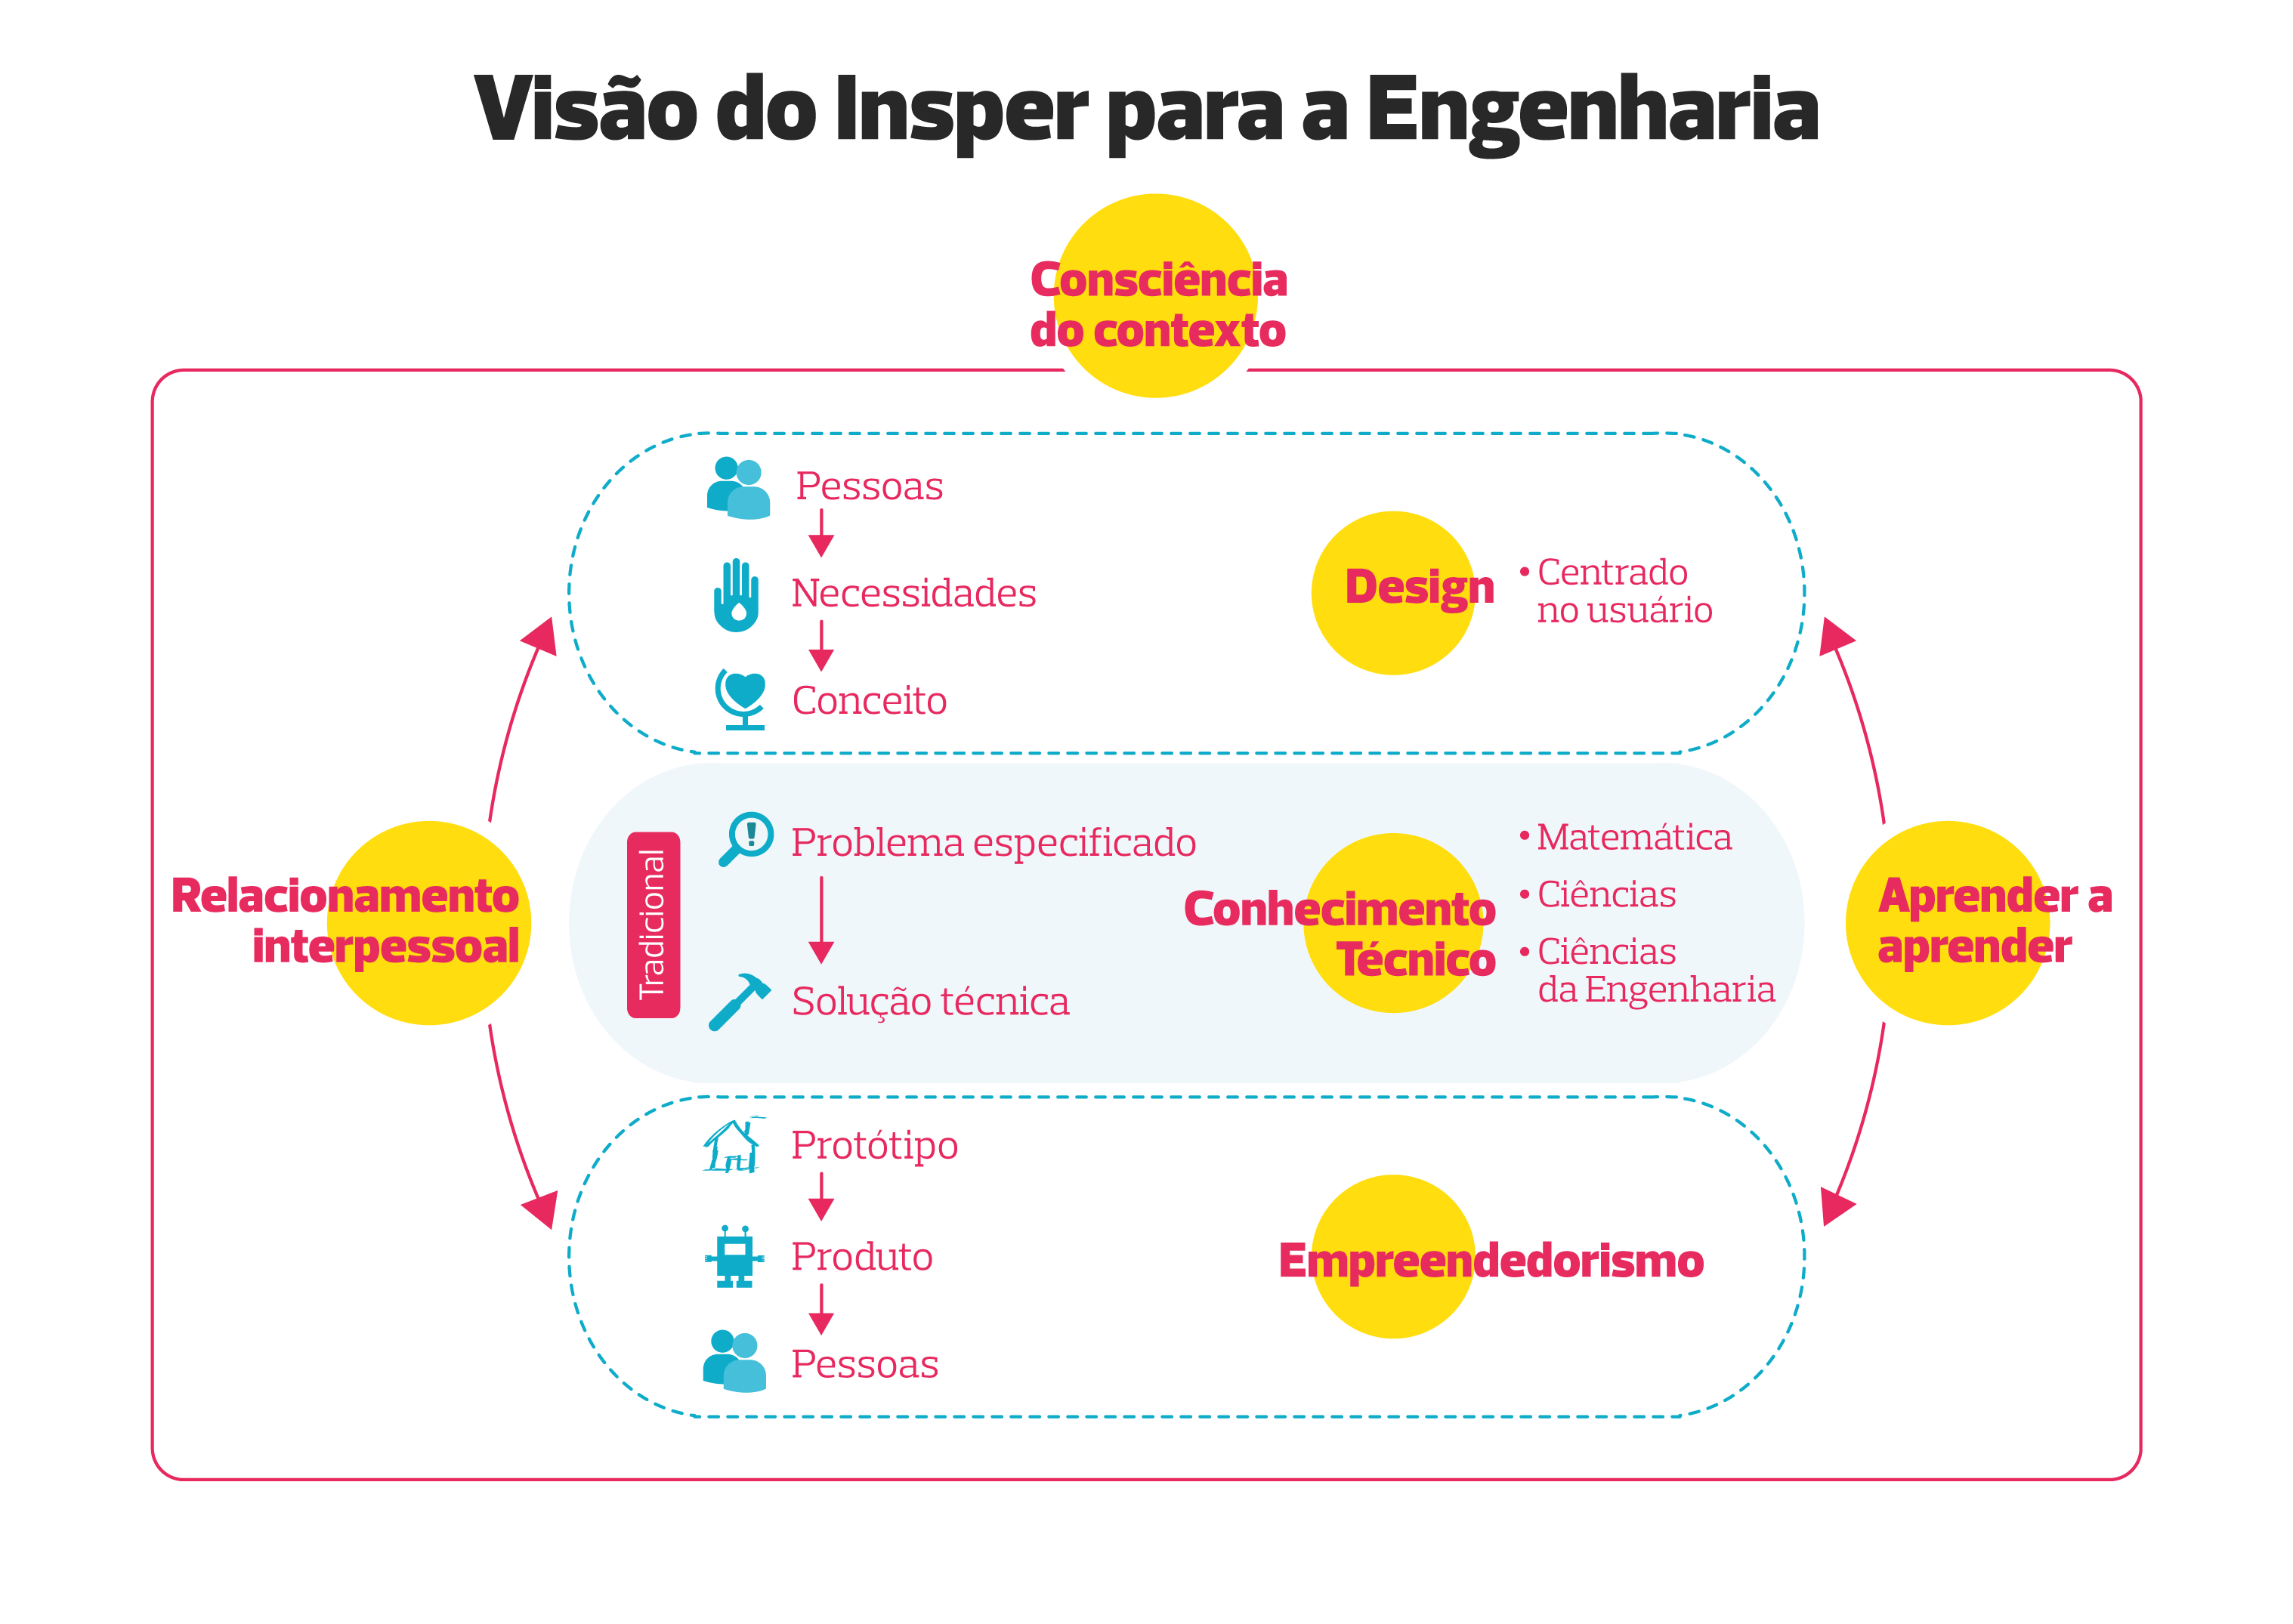 Visão do Insper para a Engenharia
Consciência
do contexto
Pessoas
Necessidades
Conceito
Design
• Centrado
no usuário
Relacionamento
interpessoal
Tradicional
Problema especificado
Solução técnica
Conhecimento
Técnico
• Matemática
• Ciências
• Ciências
da Engenharia
Aprender a
aprender
Protótipo
Produto
Pessoas
Empreendedorismo